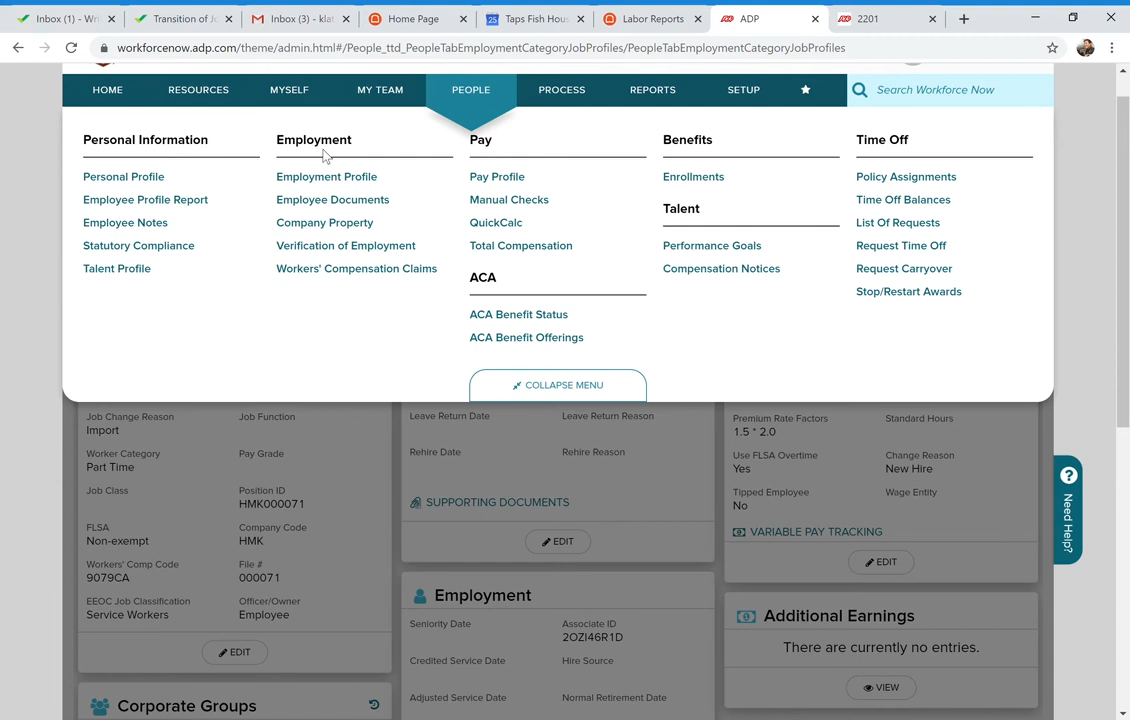 Inbox (1) - Wri
Transition of Jo
Inbox (3) - klat
Home Page
Taps Fish Hous
Labor Reports
ADP
2201
workforcenow.adp.com/theme/admin.html#/People_ttd_PeopleTabEmploymentCategoryJobProfiles/PeopleTabEmploymentCategoryJobProfiles
HOME
RESOURCES
MYSELF
MY TEAM
PEOPLE
PROCESS
REPORTS
SETUP
Search Workforce Now
Personal Information
Personal Profile
Employee Profile Report
Employee Notes
Statutory Compliance
Talent Profile
Employment
Employment Profile
Employee Documents
Company Property
Verification of Employment
Workers' Compensation Claims
Pay
Pay Profile
Manual Checks
QuickCalc
Total Compensation
ACA
ACA Benefit Status
ACA Benefit Offerings
Benefits
Enrollments
Talent
Performance Goals
Compensation Notices
Time Off
Policy Assignments
Time Off Balances
List Of Requests
Request Time Off
Request Carryover
Stop/Restart Awards
COLLAPSE MENU
Job Change Reason
Import
Job Function
Worker Category
Part Time
Pay Grade
Job Class
Position ID
HMK000071
FLSA
Non-exempt
Company Code
HMK
Workers' Comp Code
9079CA
File #
000071
EEOC Job Classification
Service Workers
Officer/Owner
Employee
EDIT
Corporate Groups
Leave Return Date
Leave Return Reason
Rehire Date
Rehire Reason
SUPPORTING DOCUMENTS
EDIT
Employment
Seniority Date
Associate ID
2OZI46R1D
Credited Service Date
Hire Source
Adjusted Service Date
Normal Retirement Date
Premium Rate Factors
1.5 * 2.0
Standard Hours
Use FLSA Overtime
Yes
Change Reason
New Hire
Tipped Employee
No
Wage Entity
VARIABLE PAY TRACKING
EDIT
Additional Earnings
There are currently no entries.
VIEW
Need Help?